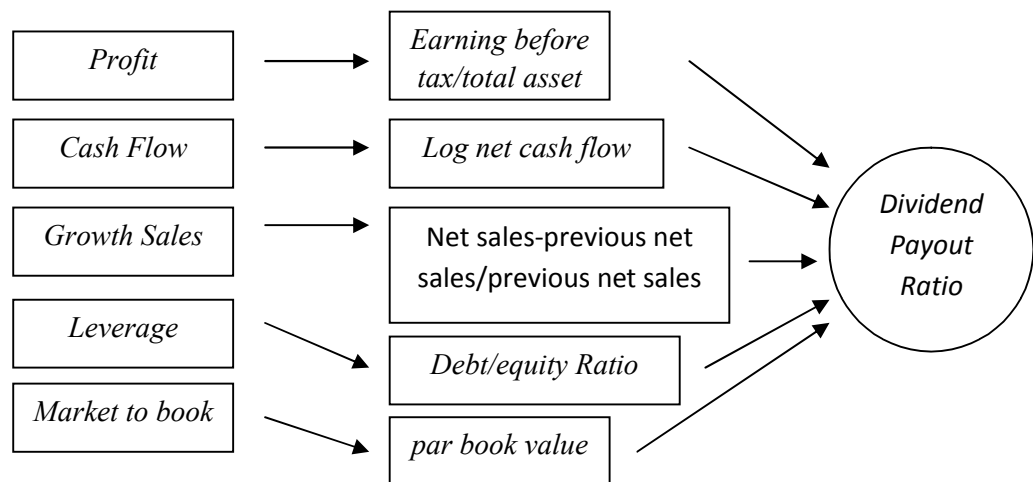 Profit
Earning before
tax/total asset
Cash Flow
Log net cash flow
Growth Sales
Net sales-previous net
sales/previous net sales
Leverage
Debt/equity Ratio
Market to book
par book value
Dividend
Payout
Ratio